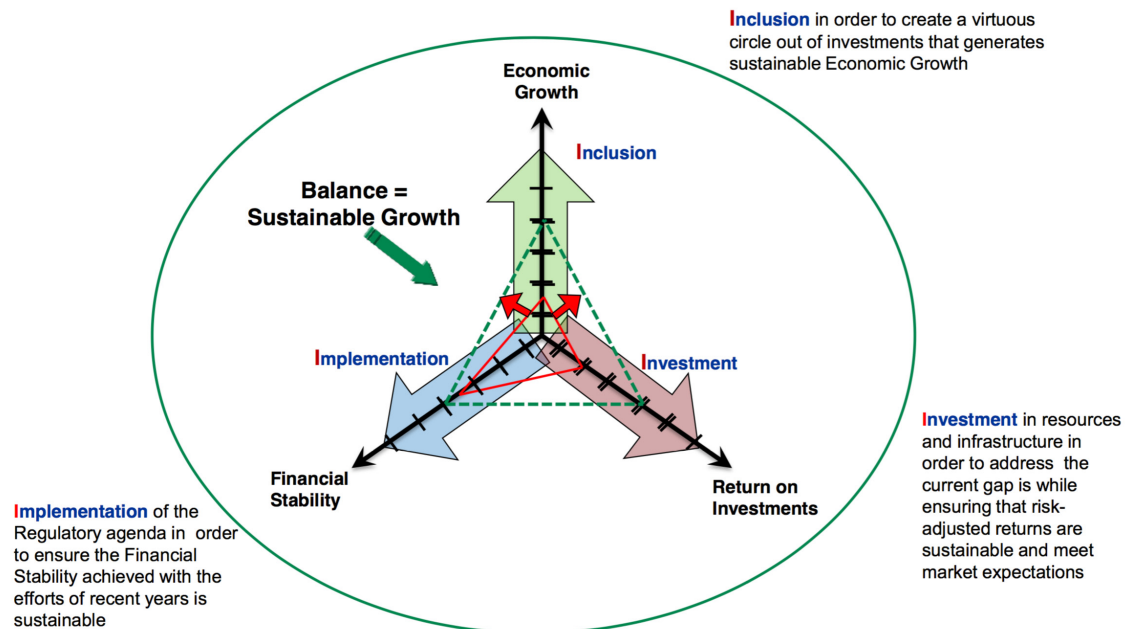 Inclusion in order to create a virtuous
circle out of investments that generates
sustainable Economic Growth
Economic
Growth
Inclusion
Balance =
Sustainable Growth
Implementation
Investment
Financial
Stability
Return on
Investments
Investment in resources
and infrastructure in
order to address the
current gap is while
ensuring that risk-
adjusted returns are
sustainable and meet
market expectations
Implementation of the
Regulatory agenda in order
to ensure the Financial
Stability achieved with the
efforts of recent years is
sustainable